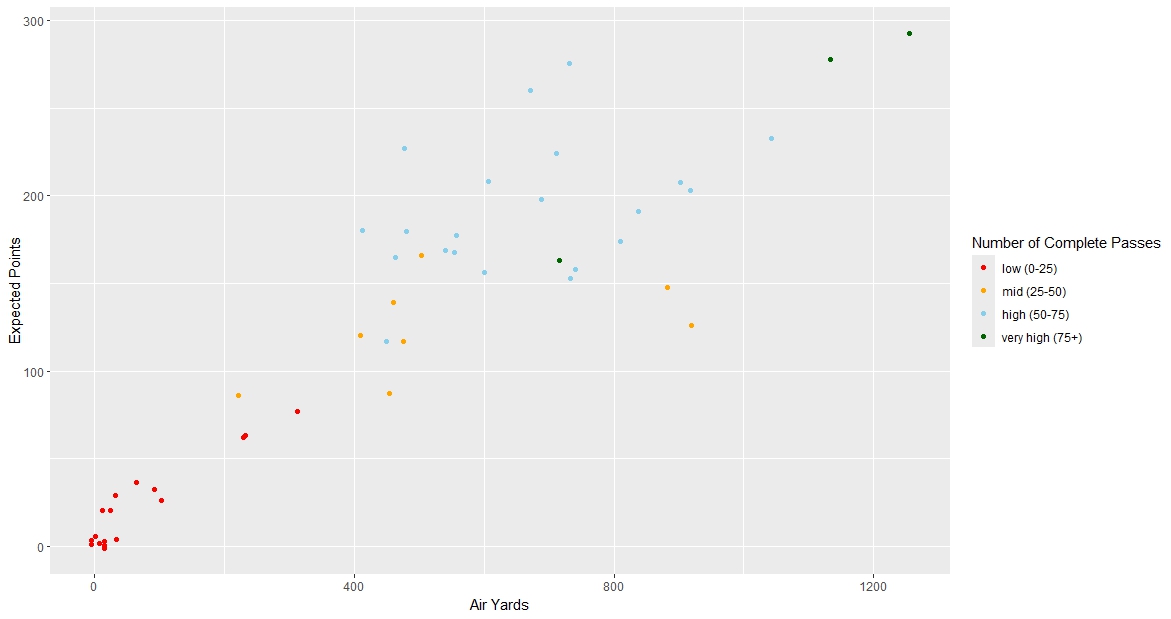 300
200
100
0
0
400
800
1200
Air Yards
Expected Points
Number of Complete Passes
low (0-25)
mid (25-50)
high (50-75)
very high (75+)